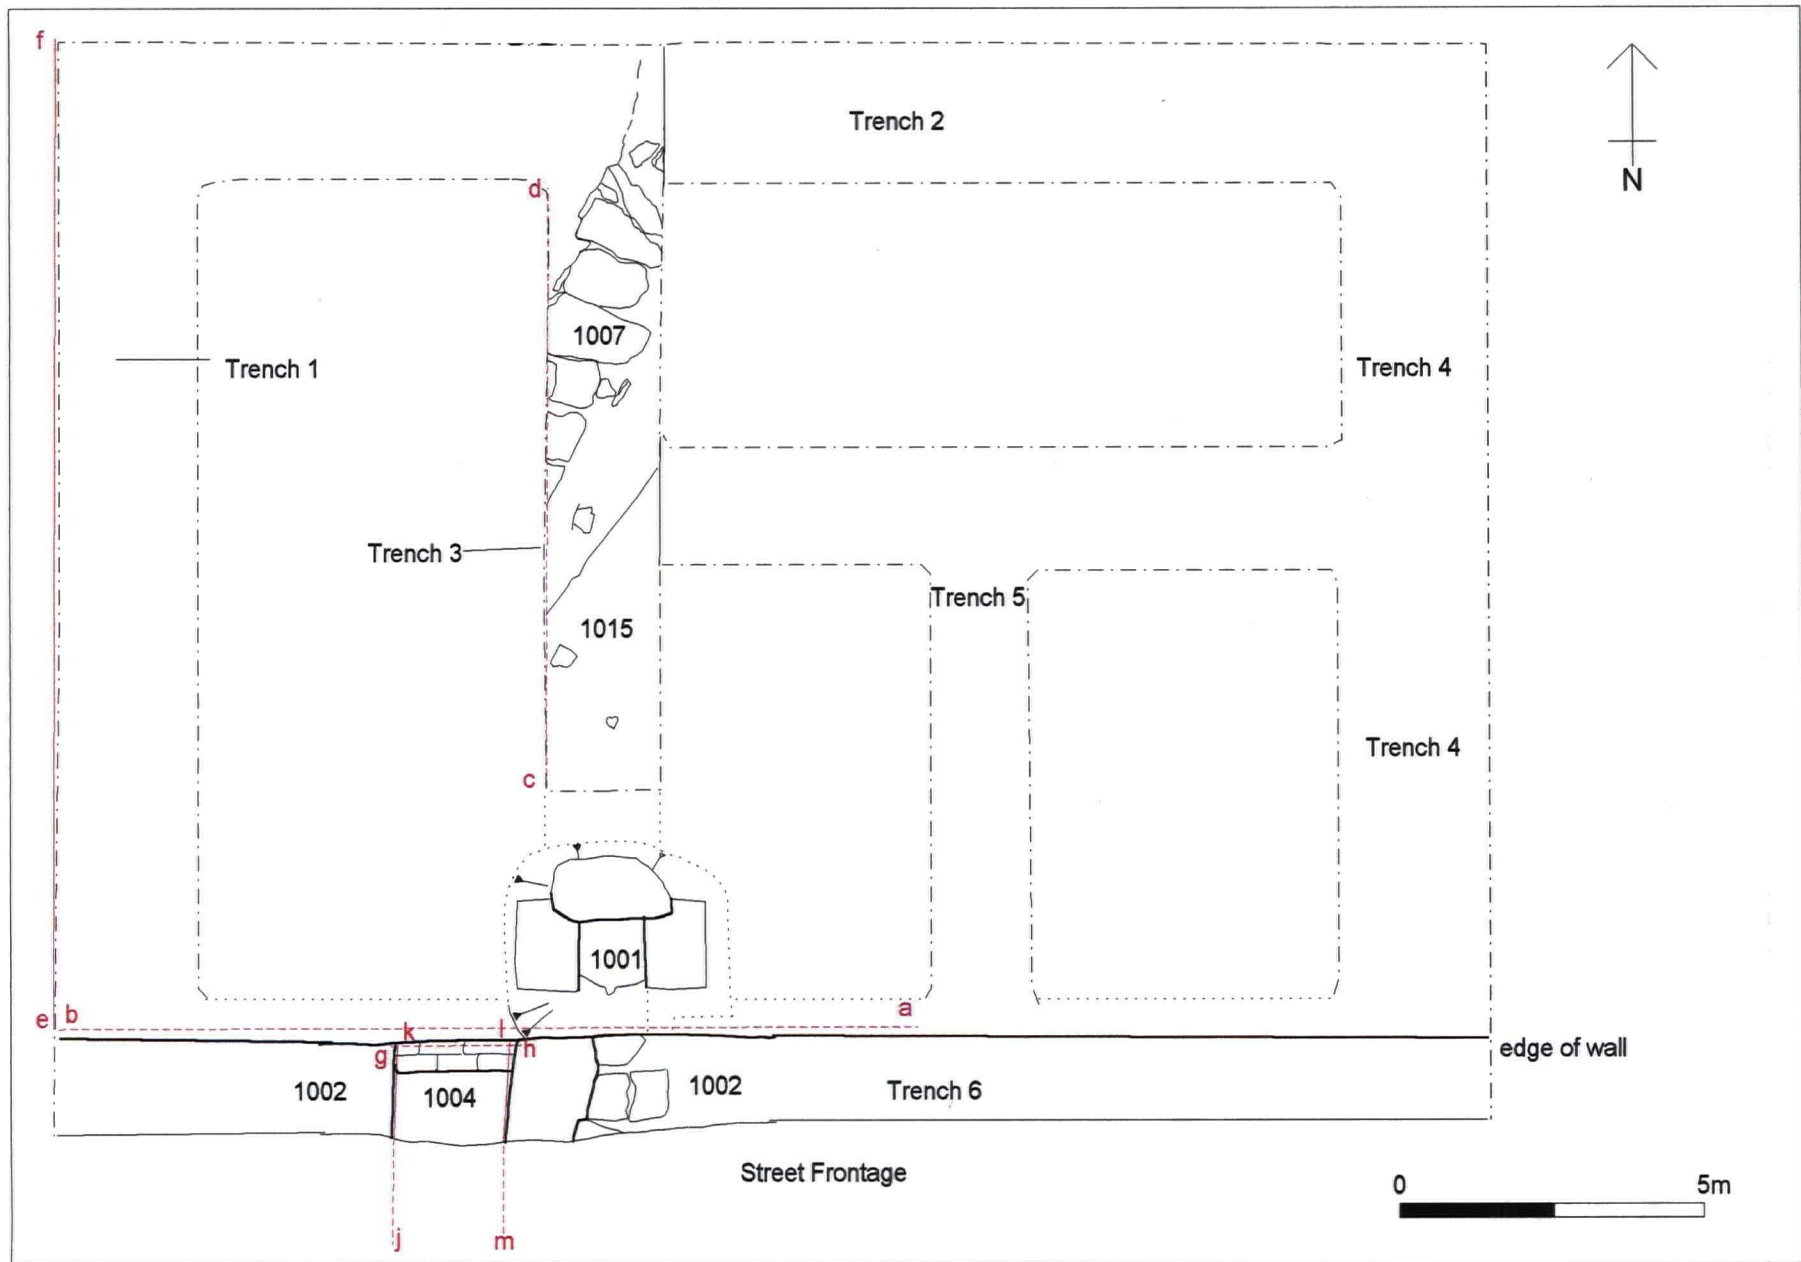 f
Trench 2
N
d
1007
Trench 1
Trench 4
Trench 3
Trench 5
1015
Trench 4
c
1001
e b
a
k l
g h
edge of wall
1002
1004
1002
Trench 6
Street Frontage
0 5m
j m